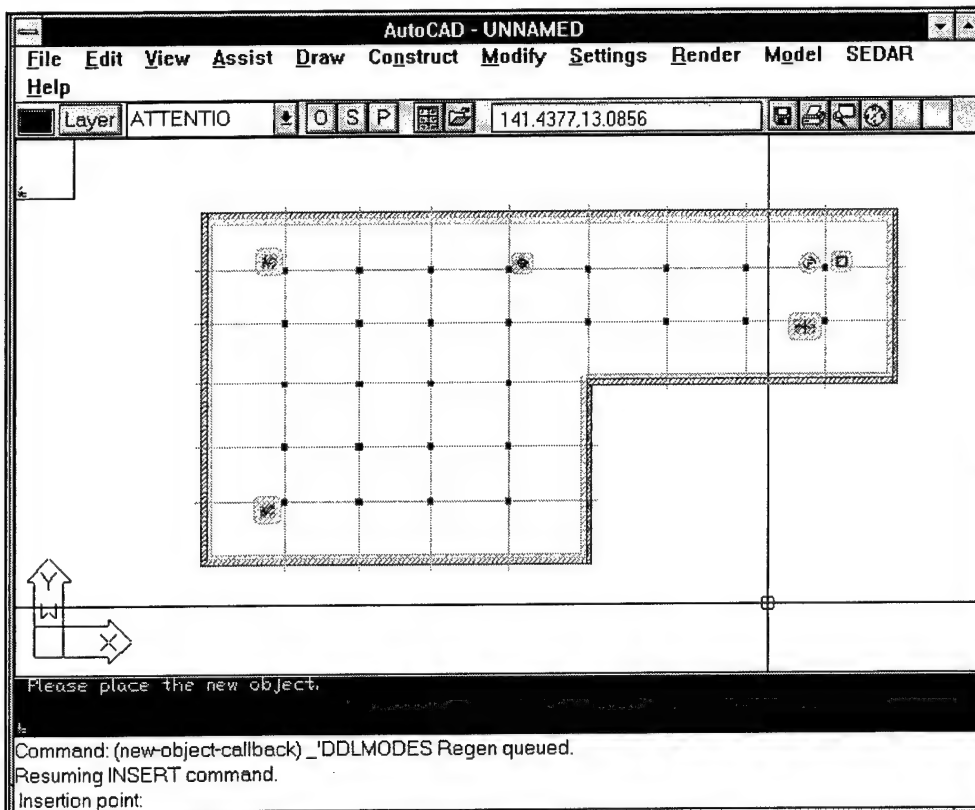 AutoCAD - UNNAMED
File Edit View Assist Draw Construct Modify Settings Render Model SEDAR
Help
Layer ATTENTIO O S P 141.4377,13.0856
Y
W
X
Please place the new object.
Command: (new-object-callback) _'DDLMODES Regen queued.
Resuming INSERT command.
Insertion point: